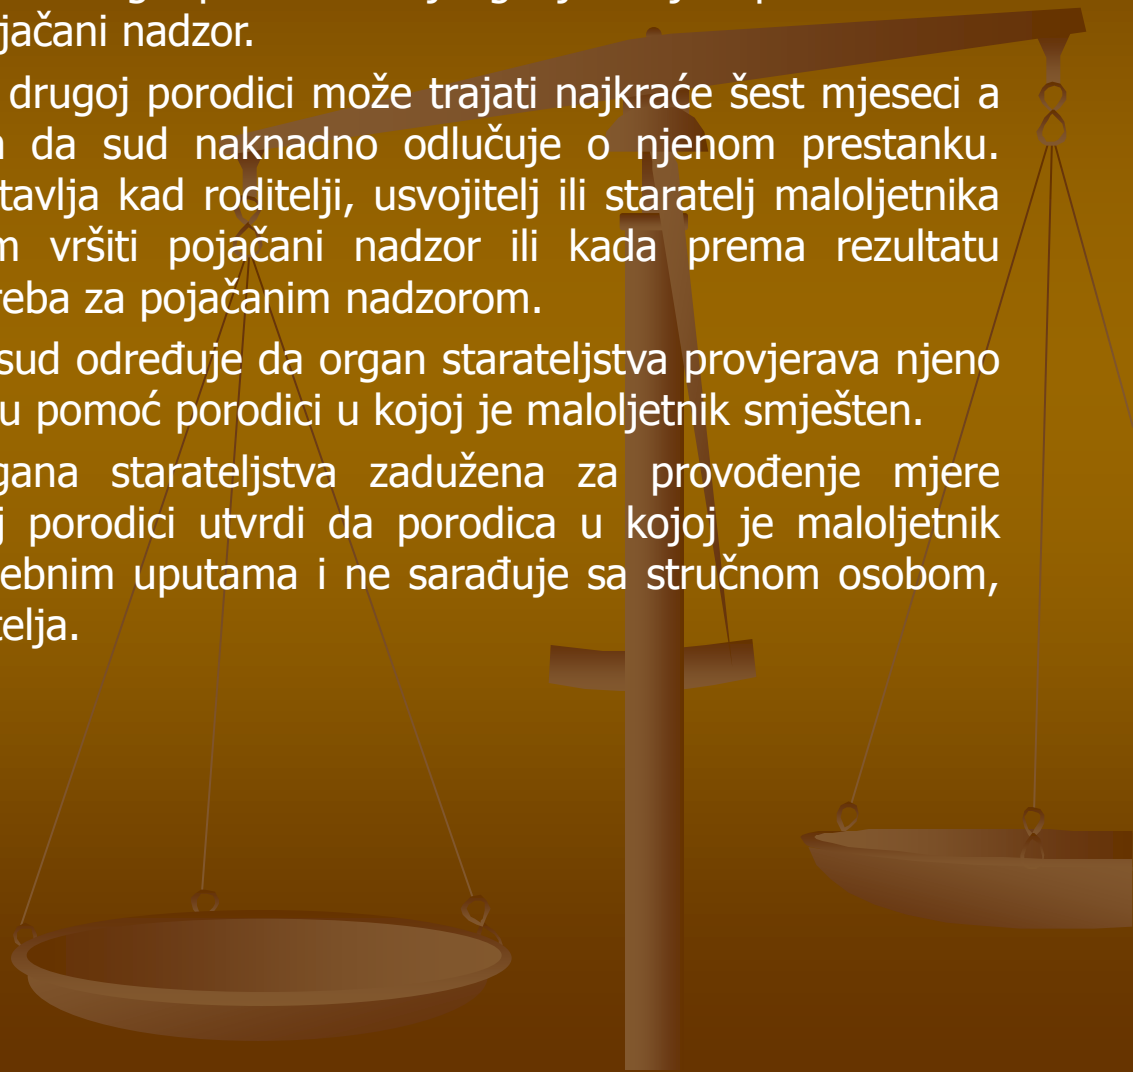 jačani nadzor.
drugoj porodici može trajati najkraće šest mjeseci a
da sud naknadno odlučuje o njenom prestanku.
tavlja kad roditelji, usvojitelj ili staratelj maloljetnika
m vršiti pojačani nadzor ili kada prema rezultatu
reba za pojačanim nadzorom.
sud određuje da organ starateljstva provjerava njeno
u pomoć porodici u kojoj je maloljetnik smješten.
gana starateljstva zadužena za provođenje mjere
j porodici utvrdi da porodica u kojoj je maloljetnik
ebnim uputama i ne sarađuje sa stručnom osobom,
telja.